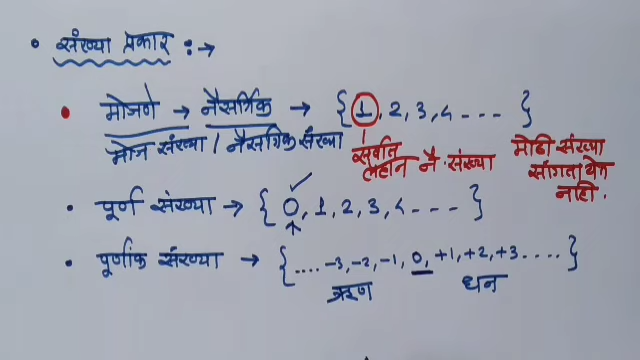 • संख्या प्रकार :→
• मोजणे → नैसर्गिक → { 1, 2, 3, 4 --- }
मोज संख्या / नैसर्गिक संख्या
सर्वात लहान नै. संख्या
मोठी संख्या
सांगता येत
नाही.
• पूर्ण संख्या → { 0, 1, 2, 3, 4 --- }
• पूर्णांक संख्या → { .... -3, -2, -1, 0, +1, +2, +3 .... }
ऋण धन